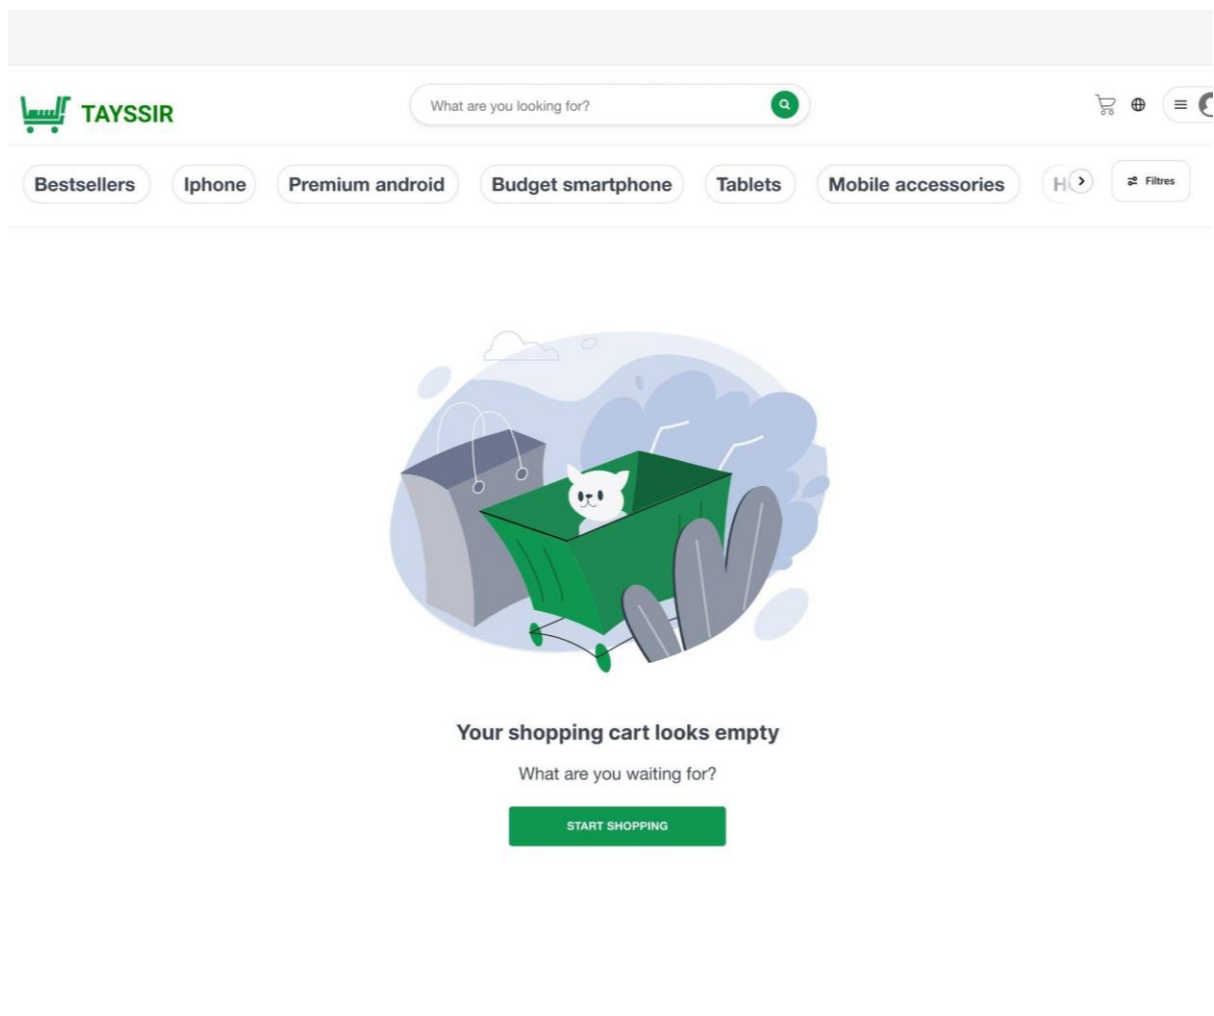 TAYSSIR
What are you looking for?
Bestsellers
Iphone
Premium android
Budget smartphone
Tablets
Mobile accessories
Filtres
Your shopping cart looks empty
What are you waiting for?
START SHOPPING